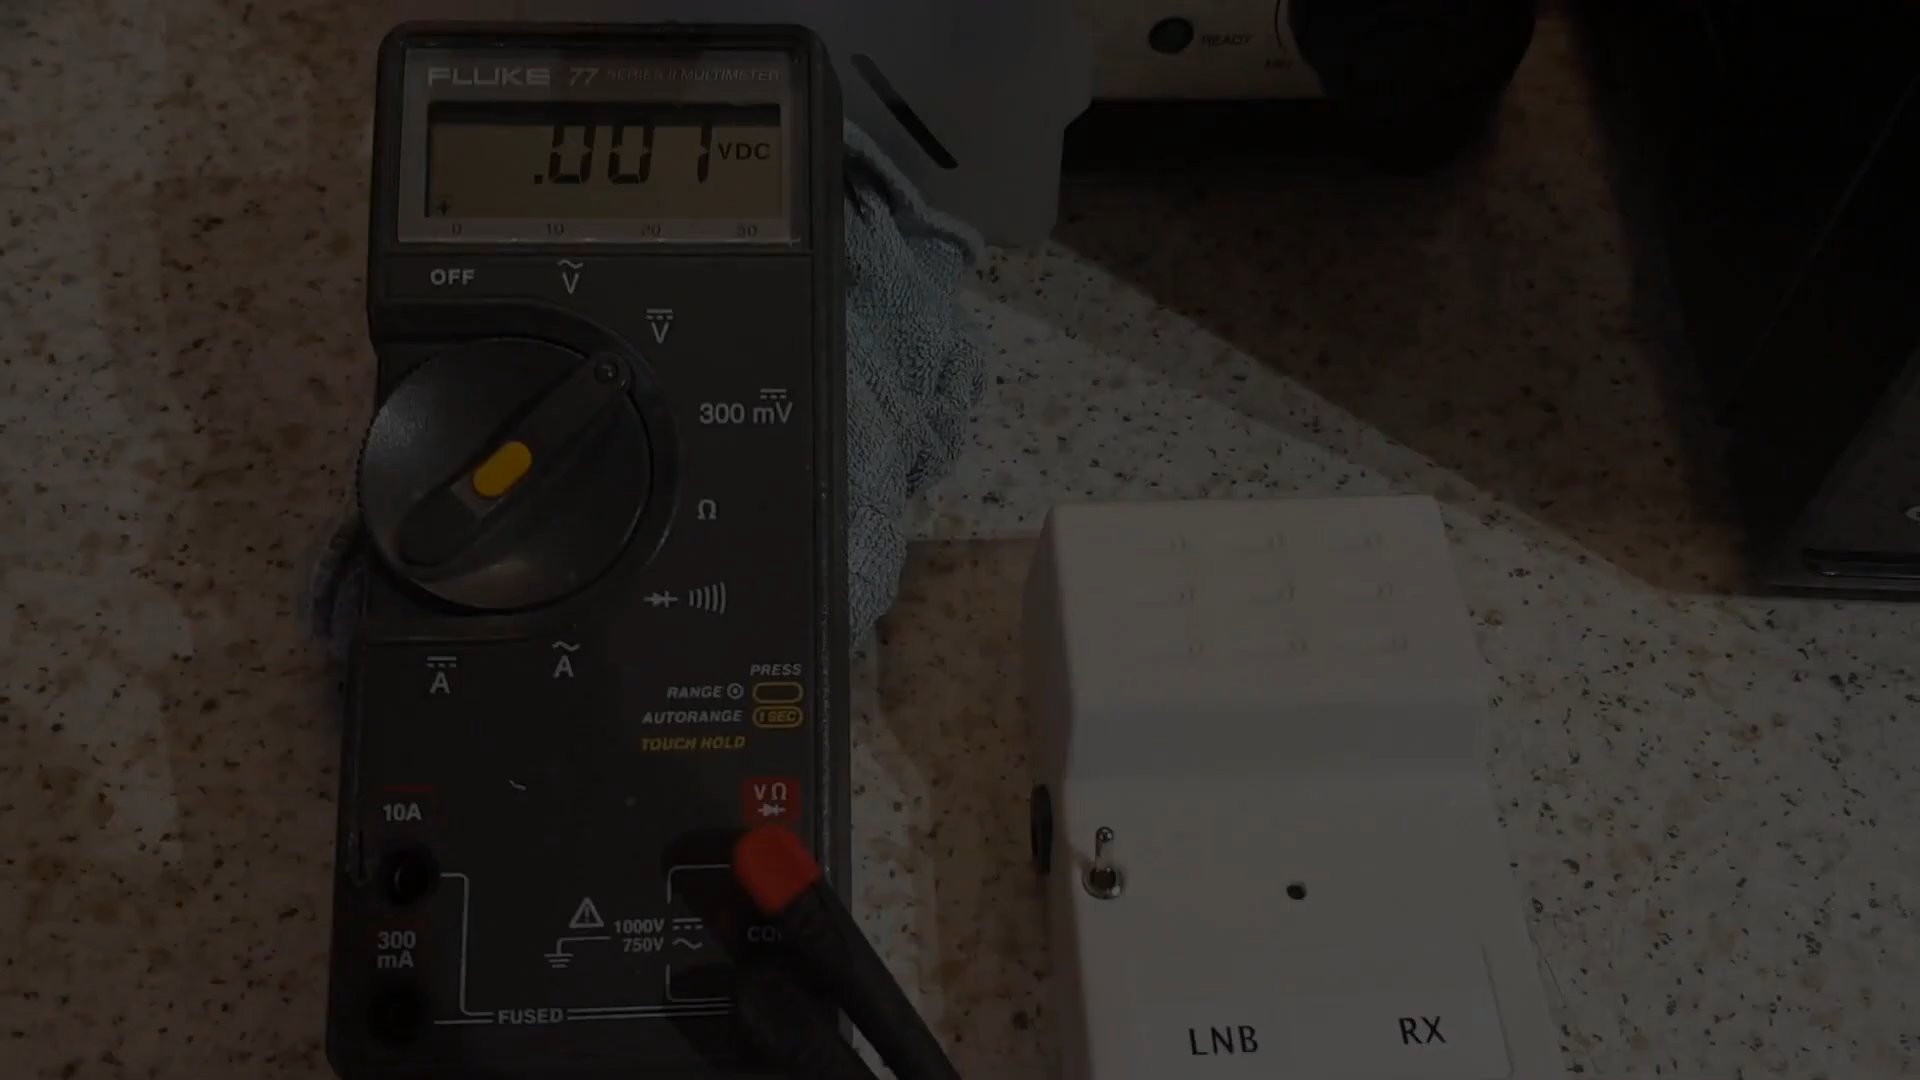 READY
FLUKE 77 SERIES II MULTIMETER
.001 VDC
0 10 20 30
OFF
V
V
300 mV
Ω
A
A
PRESS
RANGE
AUTORANGE 1 SEC
TOUCH HOLD
VΩ
10A
1000V
750V
300
mA
FUSED
LNB RX